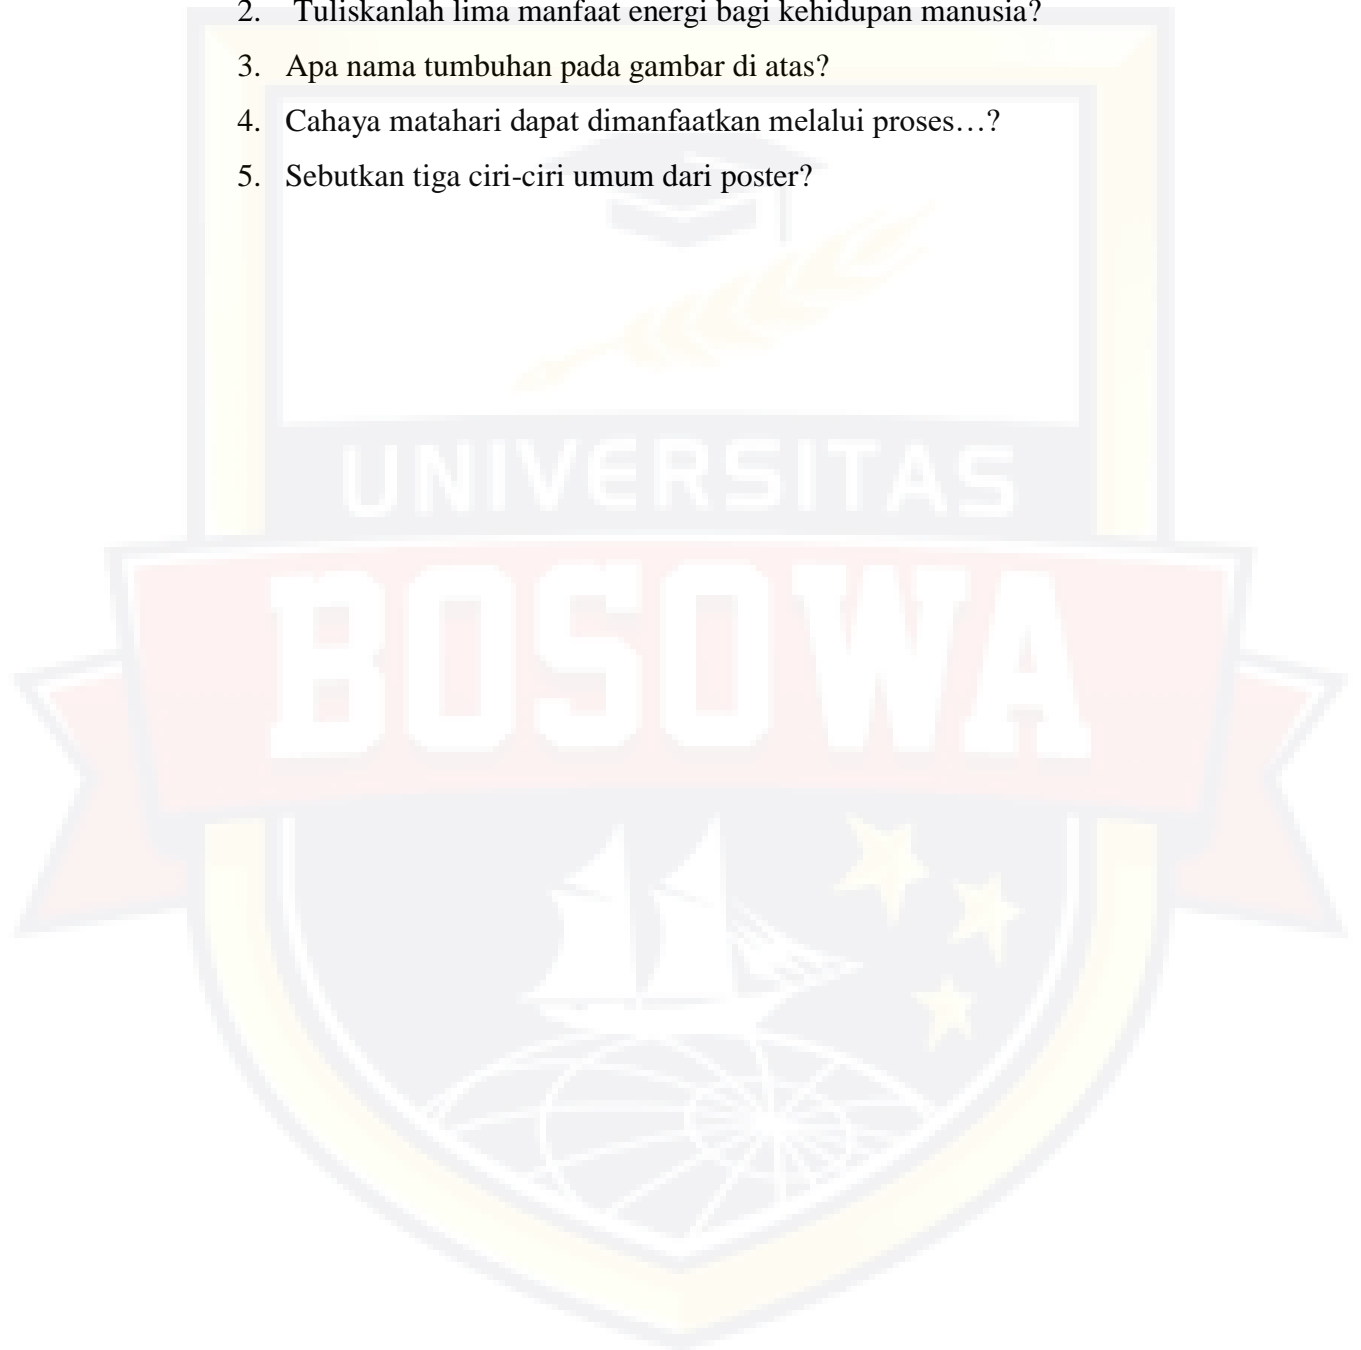 2. Tuliskanlah lima manfaat energi bagi kehidupan manusia?
3. Apa nama tumbuhan pada gambar di atas?
4. Cahaya matahari dapat dimanfaatkan melalui proses…?
5. Sebutkan tiga ciri-ciri umum dari poster?
UNIVERSITAS
BOSOWA